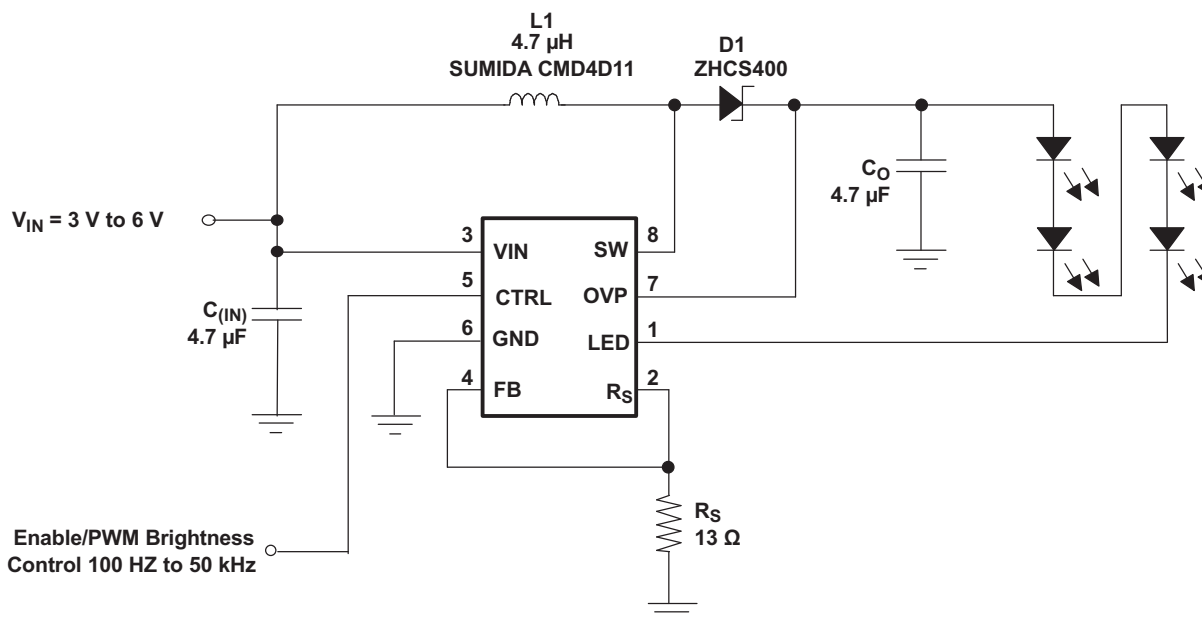 L1
4.7 µH
SUMIDA CMD4D11
D1
ZHCS400
CO
4.7 µF
VIN = 3 V to 6 V
3
VIN
SW
8
5
CTRL
OVP
7
C(IN)
4.7 µF
6
GND
LED
1
4
FB
RS
2
RS
13 Ω
Enable/PWM Brightness
Control 100 HZ to 50 kHz